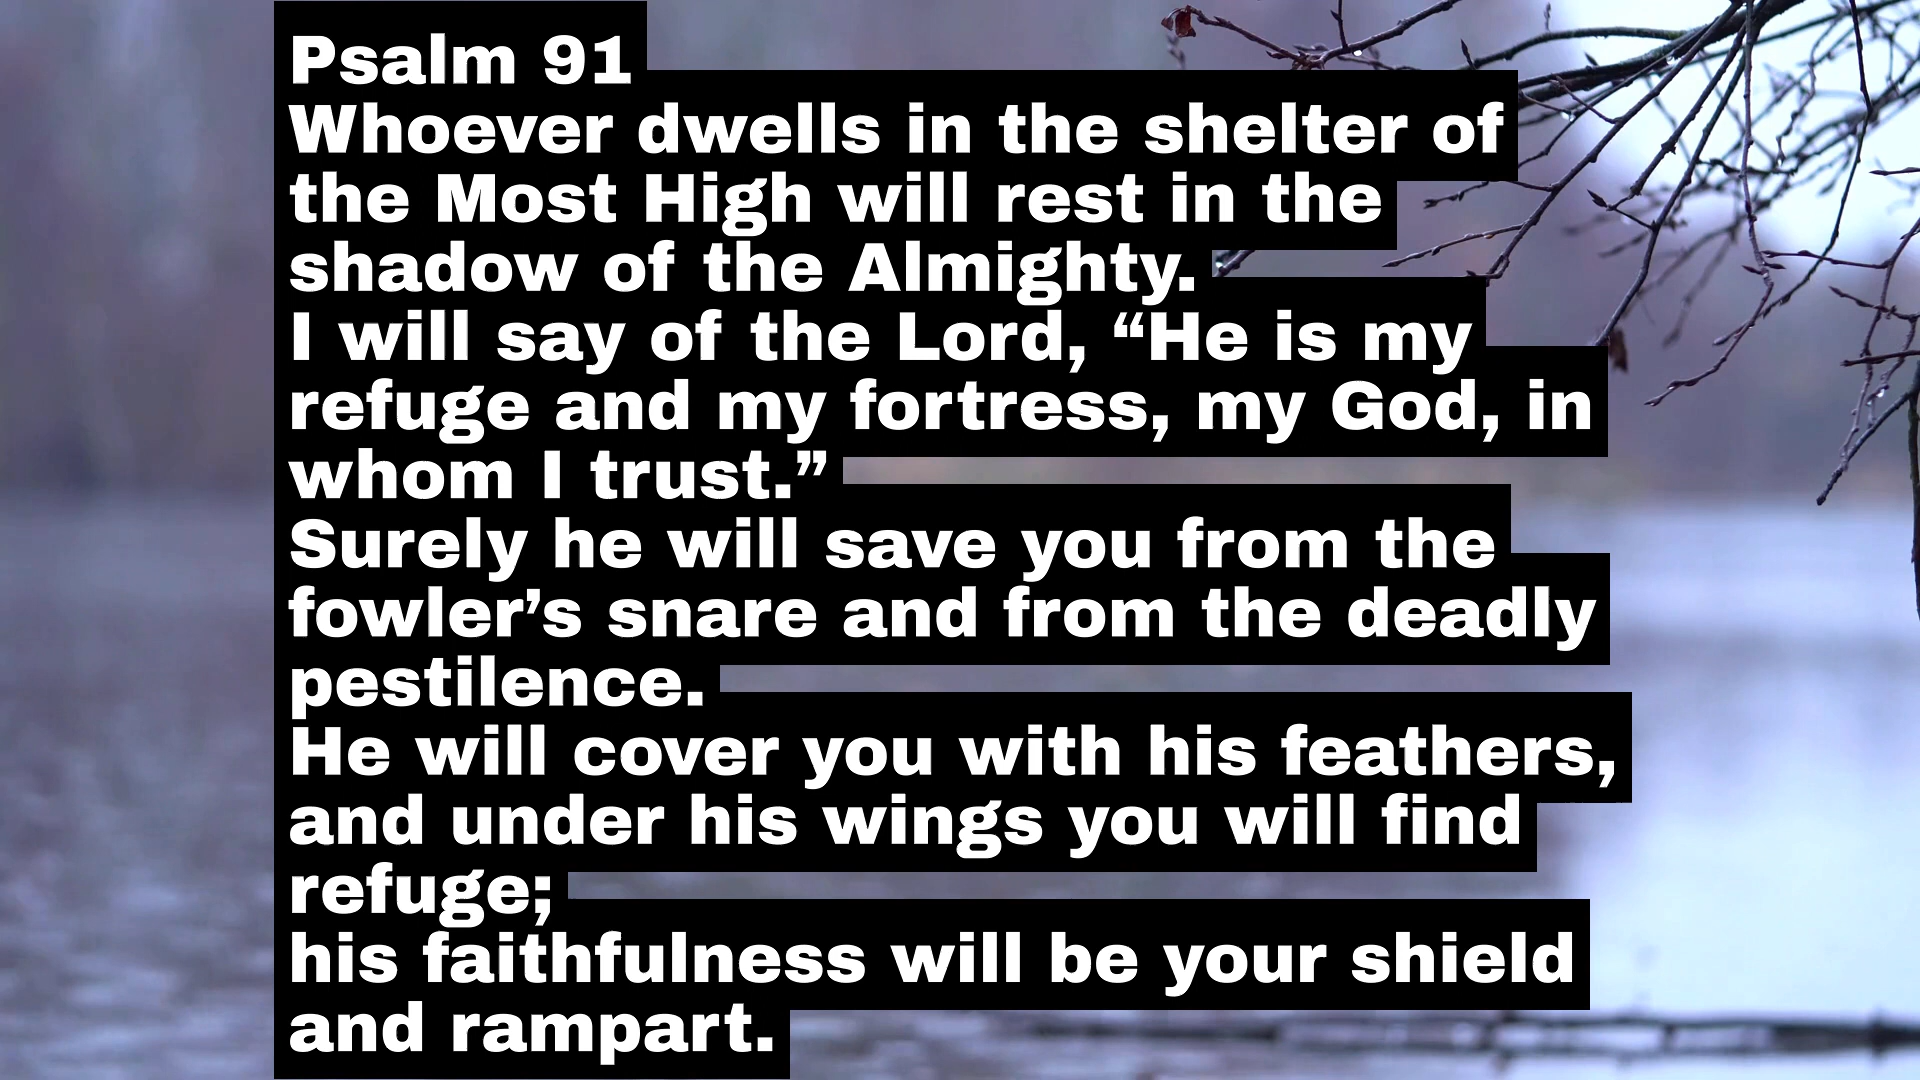 Psalm 91
Whoever dwells in the shelter of
the Most High will rest in the
shadow of the Almighty.
I will say of the Lord, “He is my
refuge and my fortress, my God, in
whom I trust.”
Surely he will save you from the
fowler’s snare and from the deadly
pestilence.
He will cover you with his feathers,
and under his wings you will find
refuge;
his faithfulness will be your shield
and rampart.